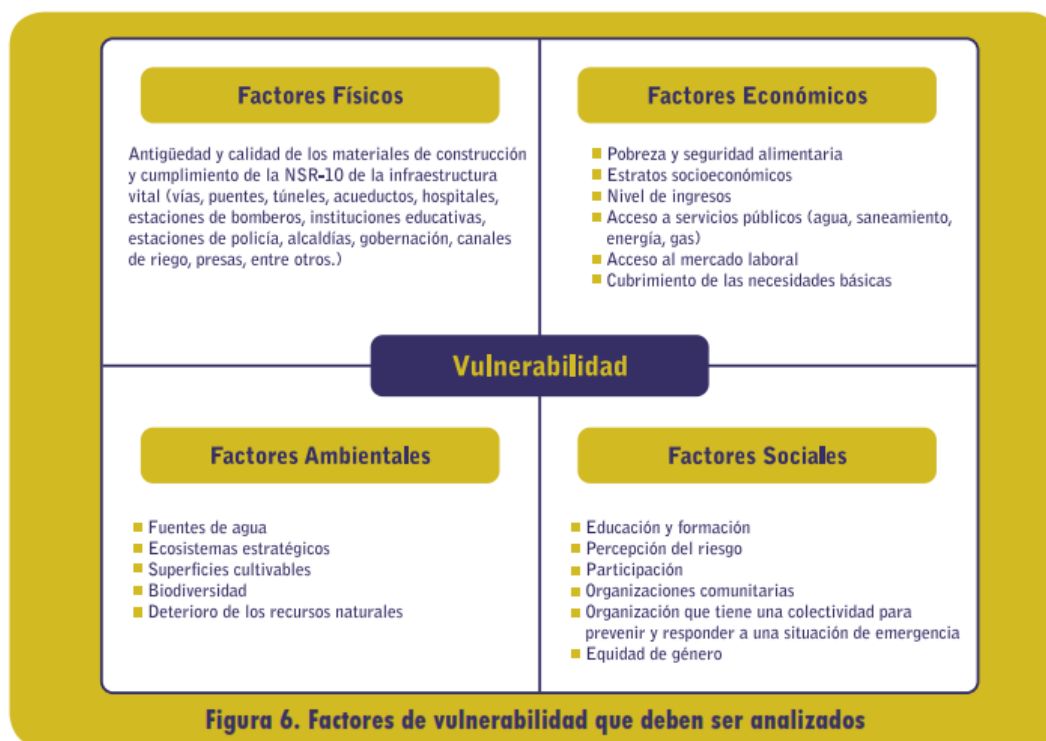 Factores Físicos
Antigüedad y calidad de los materiales de construcción
y cumplimiento de la NSR-10 de la infraestructura
vital (vías, puentes, túneles, acueductos, hospitales,
estaciones de bomberos, instituciones educativas,
estaciones de policía, alcaldías, gobernación, canales
de riego, presas, entre otros.)
Factores Económicos
Pobreza y seguridad alimentaria
Estratos socioeconómicos
Nivel de ingresos
Acceso a servicios públicos (agua, saneamiento,
energía, gas)
Acceso al mercado laboral
Cubrimiento de las necesidades básicas
Vulnerabilidad
Factores Ambientales
Fuentes de agua
Ecosistemas estratégicos
Superficies cultivables
Biodiversidad
Deterioro de los recursos naturales
Factores Sociales
Educación y formación
Percepción del riesgo
Participación
Organizaciones comunitarias
Organización que tiene una colectividad para
prevenir y responder a una situación de emergencia
Equidad de género
Figura 6. Factores de vulnerabilidad que deben ser analizados